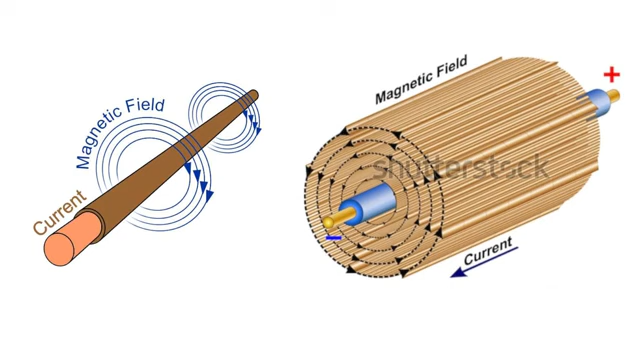 Magnetic Field
Current
Magnetic Field
+
shutterstock
-
Current